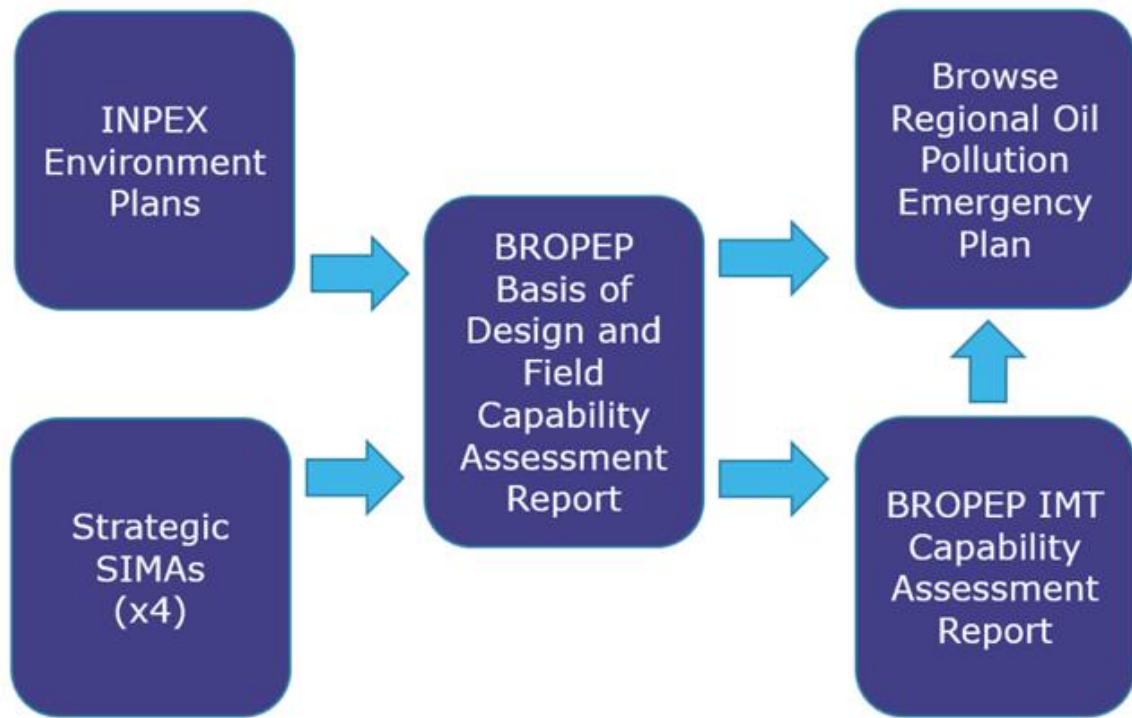 INPEX
Environment
Plans
Strategic
SIMAs
(x4)
BROPEP
Basis of
Design and
Field
Capability
Assessment
Report
Browse
Regional Oil
Pollution
Emergency
Plan
BROPEP IMT
Capability
Assessment
Report